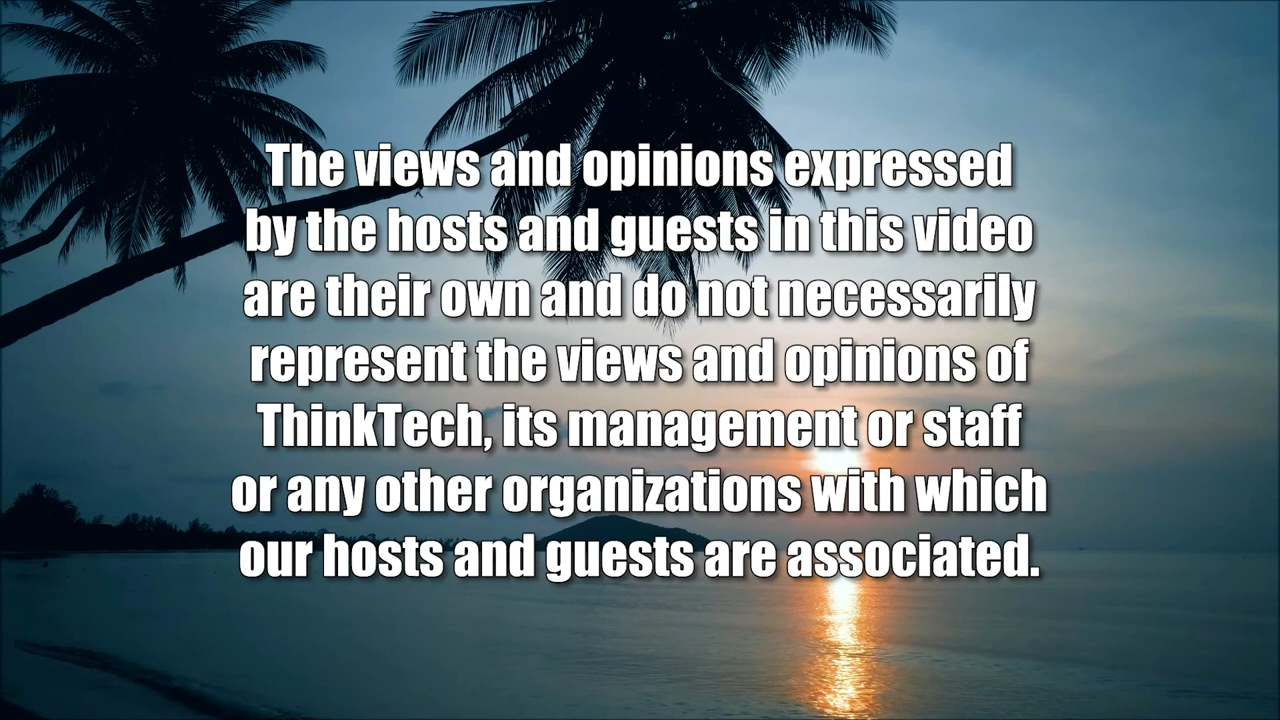 The views and opinions expressed
by the hosts and guests in this video
are their own and do not necessarily
represent the views and opinions of
ThinkTech, its management or staff
or any other organizations with which
our hosts and guests are associated.